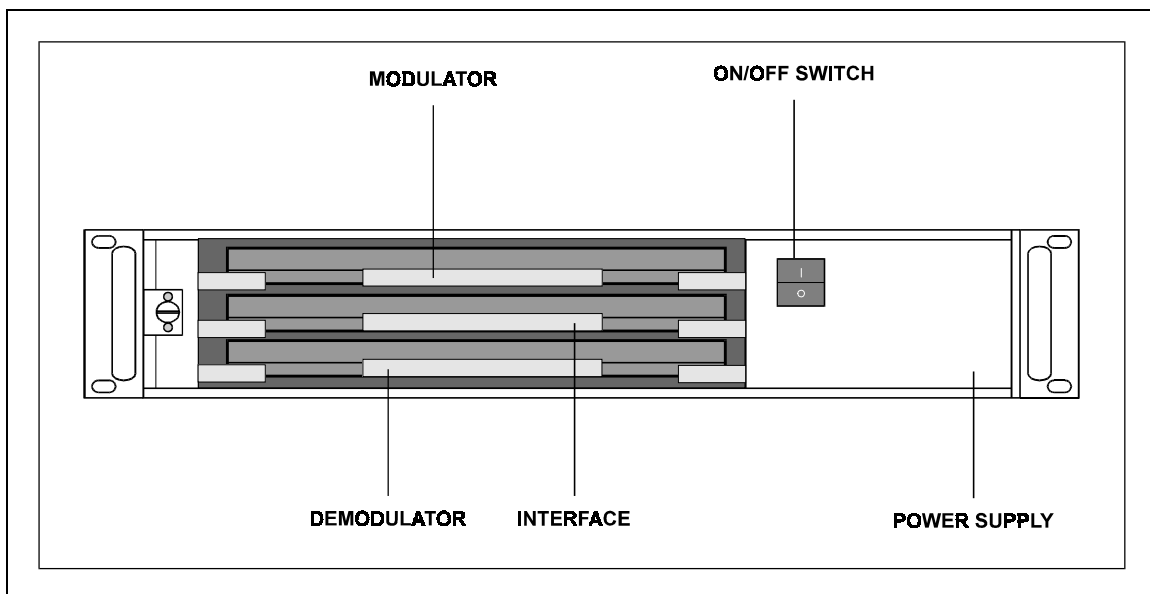 MODULATOR
ON/OFF SWITCH
I
O
DEMODULATOR
INTERFACE
POWER SUPPLY